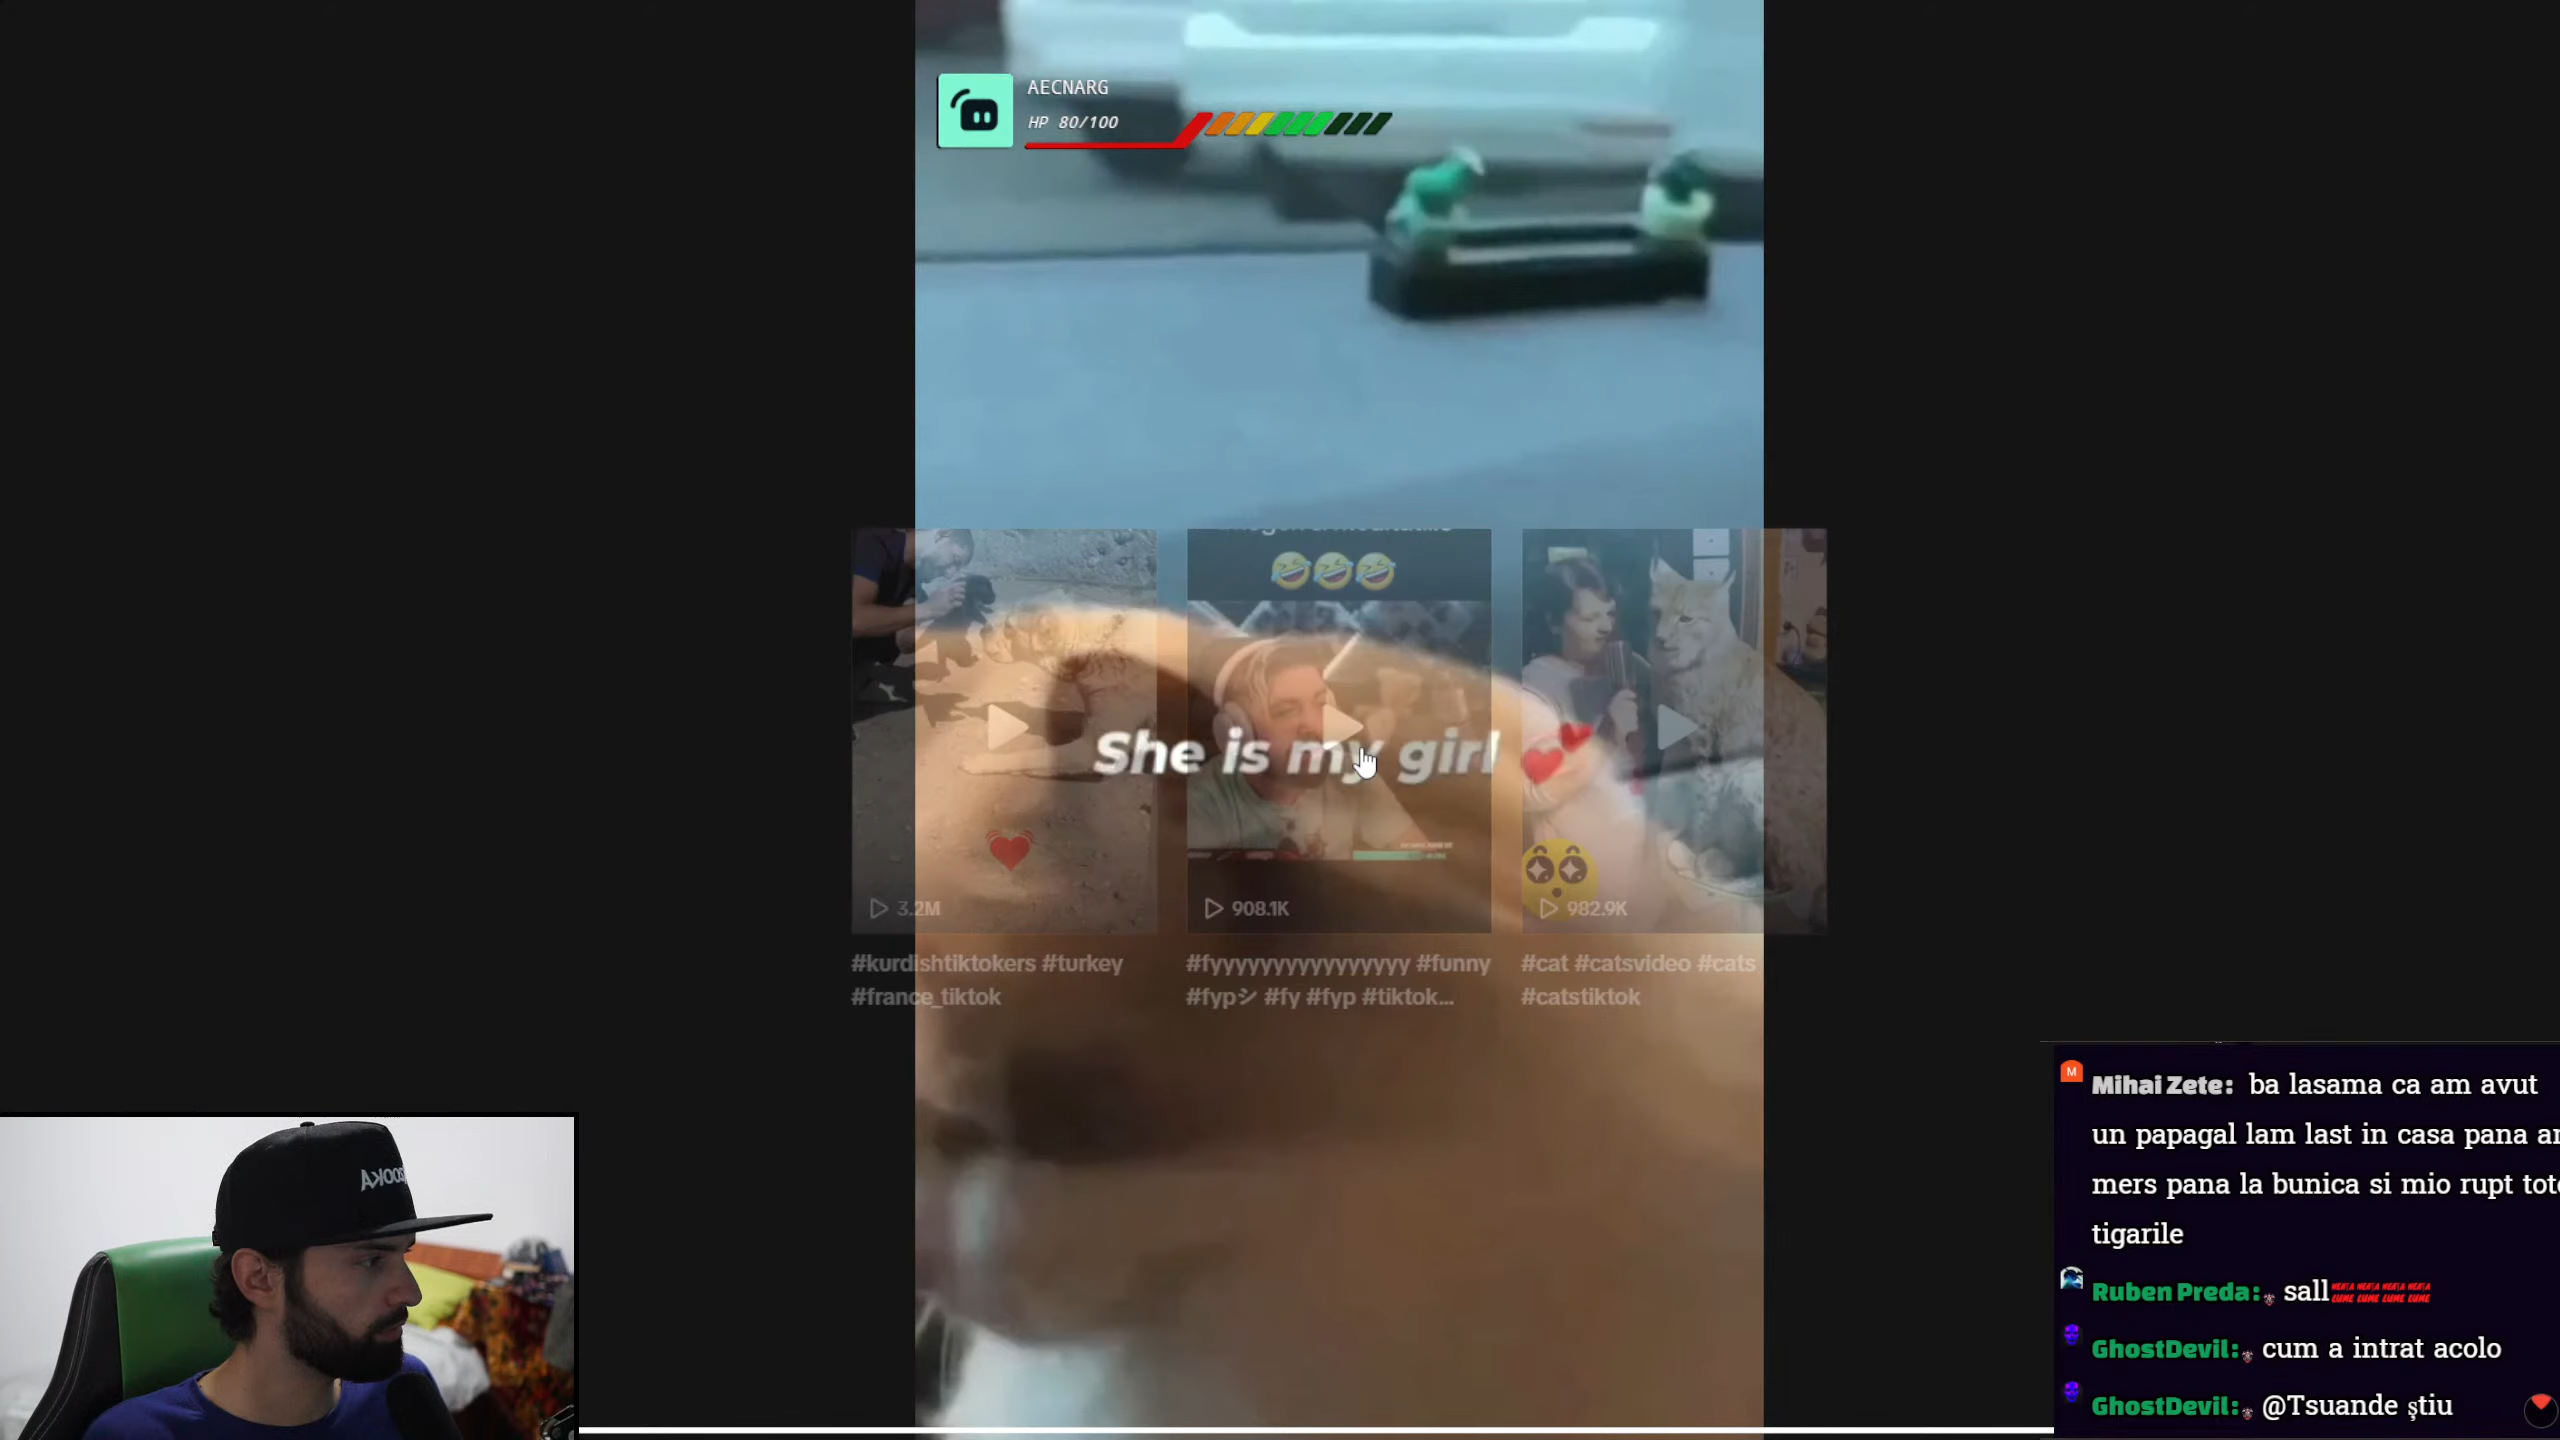 AECNARG
HP 80/100
She is my girl
3.2M
908.1K
982.9K
#kurdishtiktokers #turkey
#france_tiktok
#fyyyyyyyyyyyyyyyy #funny
#fypシ #fy #fyp #tiktok...
#cat #catsvideo #cats
#catstiktok
M
Mihai Zete: ba lasama ca am avut
un papagal lam last in casa pana
mers pana la bunica si mio rupt
tigarile
Ruben Preda: sall
GhostDevil: cum a intrat acolo
GhostDevil: @Tsuande știu